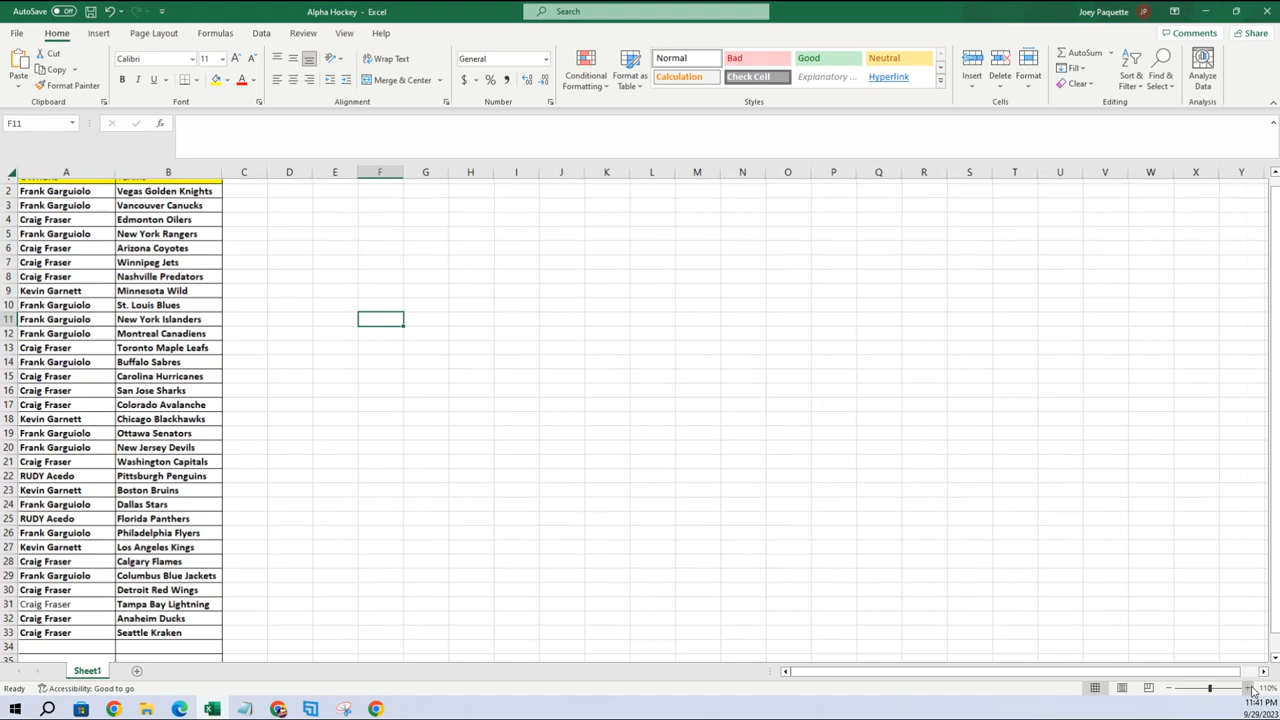 AutoSave Off
Alpha Hockey - Excel
Search
Joey Paquette JP
File Home Insert Page Layout Formulas Data Review View Help
Comments Share
Paste
Cut
Copy
Format Painter
Clipboard
Calibri 11
B I U
Font
Wrap Text
Merge & Center
Alignment
General
$ % ,
Number
Conditional Formatting
Format as Table
Normal Bad Good Neutral
Calculation Check Cell Explanatory ... Hyperlink
Styles
Insert Delete Format
Cells
AutoSum
Fill
Clear
Sort & Filter
Find & Select
Editing
Analyze Data
Analysis
F11 fx
A B C D E F G H I J K L M N O P Q R S T U V W X Y
2 Frank Garguiolo Vegas Golden Knights
3 Frank Garguiolo Vancouver Canucks
4 Craig Fraser Edmonton Oilers
5 Frank Garguiolo New York Rangers
6 Craig Fraser Arizona Coyotes
7 Craig Fraser Winnipeg Jets
8 Craig Fraser Nashville Predators
9 Kevin Garnett Minnesota Wild
10 Frank Garguiolo St. Louis Blues
11 Frank Garguiolo New York Islanders
12 Frank Garguiolo Montreal Canadiens
13 Craig Fraser Toronto Maple Leafs
14 Frank Garguiolo Buffalo Sabres
15 Craig Fraser Carolina Hurricanes
16 Craig Fraser San Jose Sharks
17 Craig Fraser Colorado Avalanche
18 Kevin Garnett Chicago Blackhawks
19 Frank Garguiolo Ottawa Senators
20 Frank Garguiolo New Jersey Devils
21 Craig Fraser Washington Capitals
22 RUDY Acedo Pittsburgh Penguins
23 Kevin Garnett Boston Bruins
24 Frank Garguiolo Dallas Stars
25 RUDY Acedo Florida Panthers
26 Frank Garguiolo Philadelphia Flyers
27 Kevin Garnett Los Angeles Kings
28 Craig Fraser Calgary Flames
29 Frank Garguiolo Columbus Blue Jackets
30 Craig Fraser Detroit Red Wings
31 Craig Fraser Tampa Bay Lightning
32 Craig Fraser Anaheim Ducks
33 Craig Fraser Seattle Kraken
34
35
Sheet1
Ready Accessibility: Good to go 110%
11:41 PM
9/29/2023